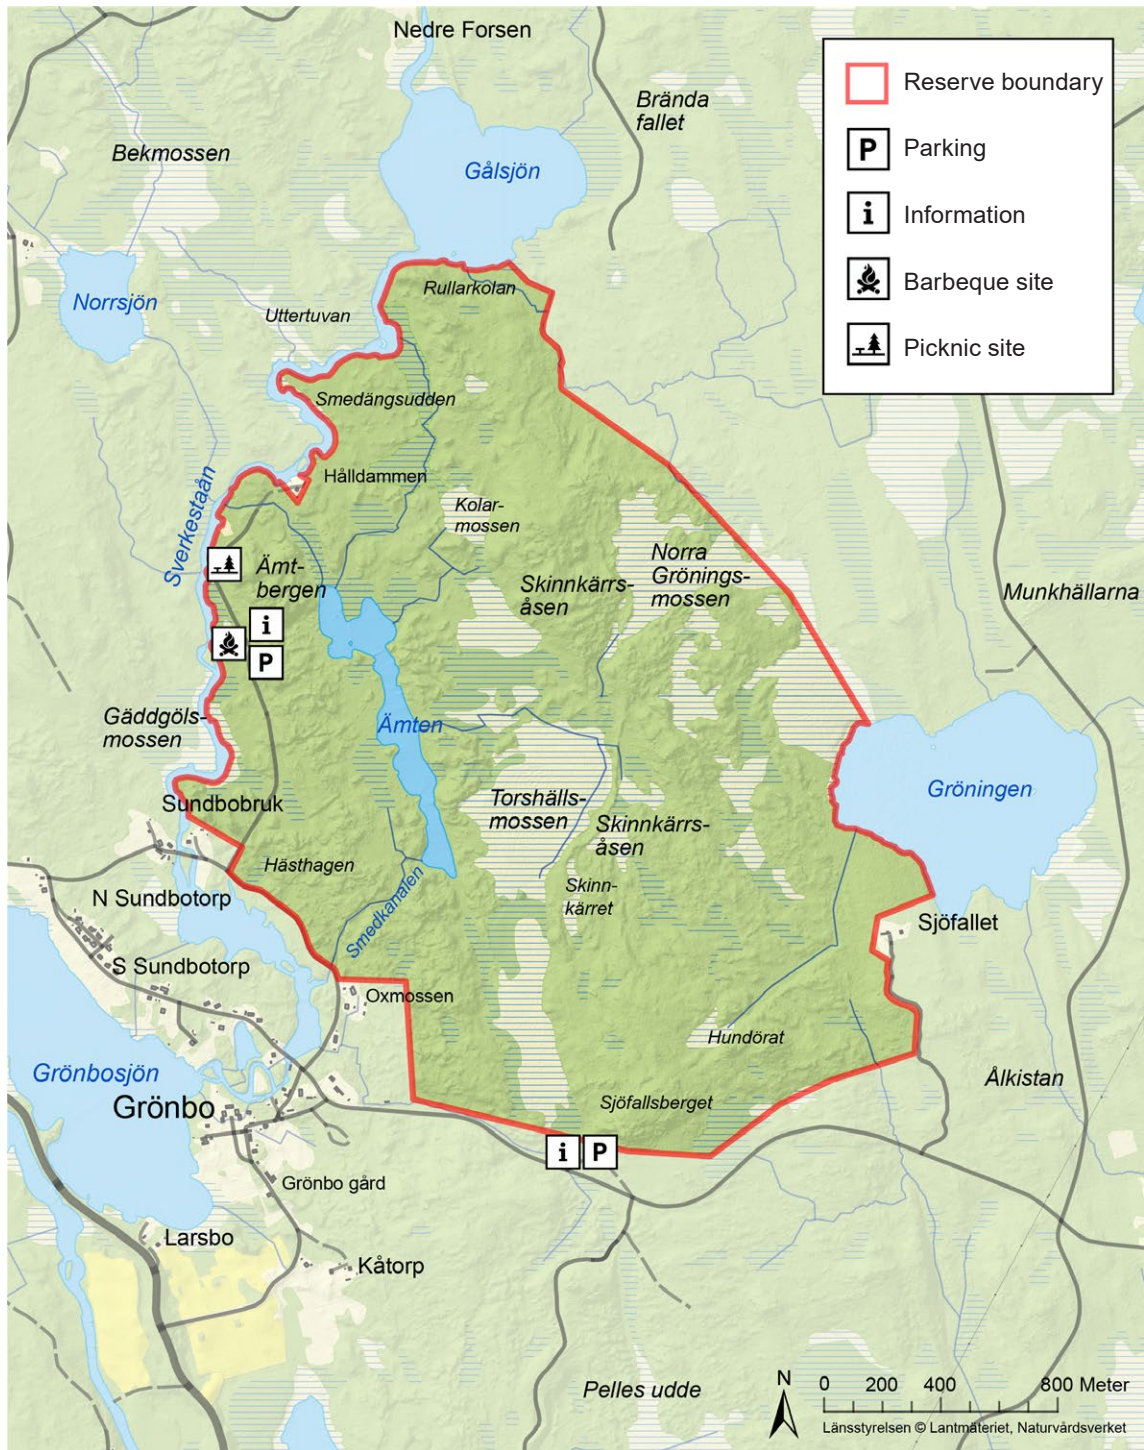 Nedre Forsen
Reserve boundary
P
Parking
i
Information
Barbeque site
Picknic site
Brända
fallet
Bekmossen
Gålsjön
Rullarkolan
Norrsjön
Uttertuvan
Smedängsudden
Hålldammen
Sverkestaån
Kolar-
mossen
Ämt-
bergen
Skinnkärrs-
åsen
Norra
Grönings-
mossen
Munkhällarna
i
P
Gäddgöls-
mossen
Ämten
Gröningen
Sundbobruk
Torshälls-
mossen
Skinnkärrs-
åsen
Hästhagen
Skinn-
kärret
N Sundbotorp
Smedkanalen
Sjöfallet
S Sundbotorp
Oxmossen
Hundörat
Grönbosjön
Ålkistan
Grönbo
Sjöfallsberget
i
P
Grönbo gård
Larsbo
Kåtorp
Pelles udde
N
0 200 400 800 Meter
Länsstyrelsen © Lantmäteriet, Naturvårdsverket